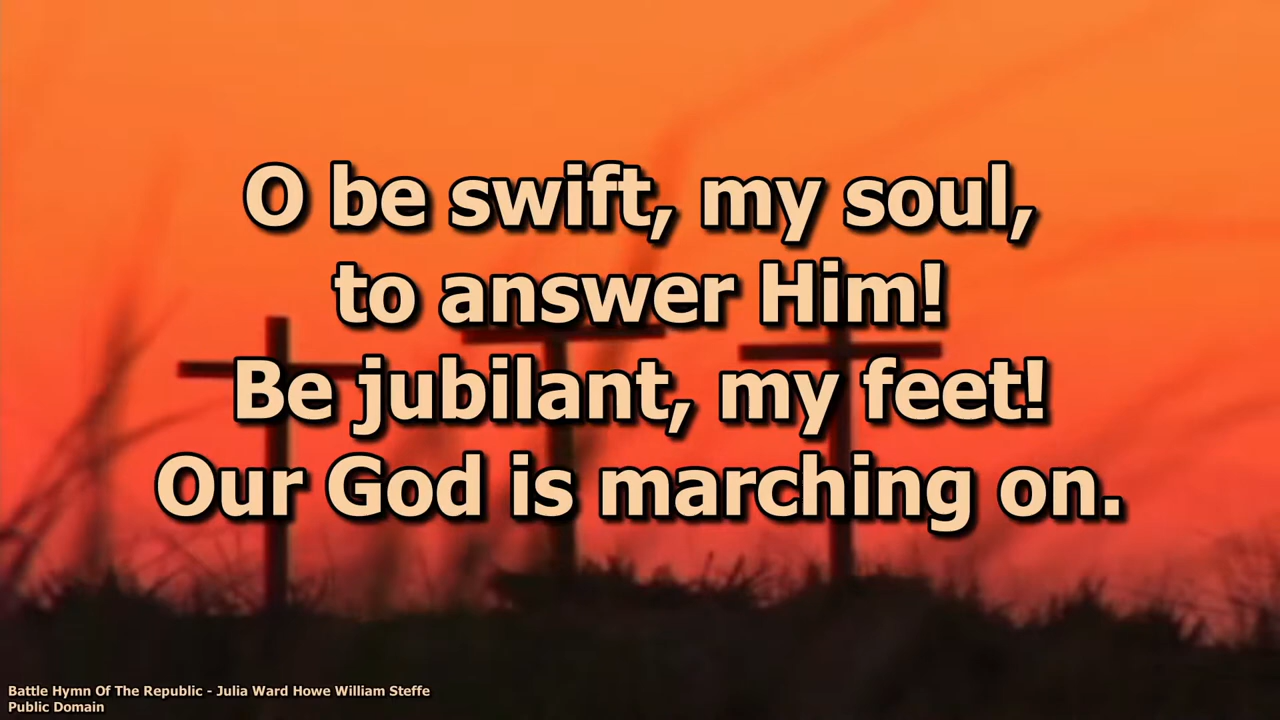 O be swift, my soul,
to answer Him!
Be jubilant, my feet!
Our God is marching on.
Battle Hymn Of The Republic - Julia Ward Howe William Steffe
Public Domain